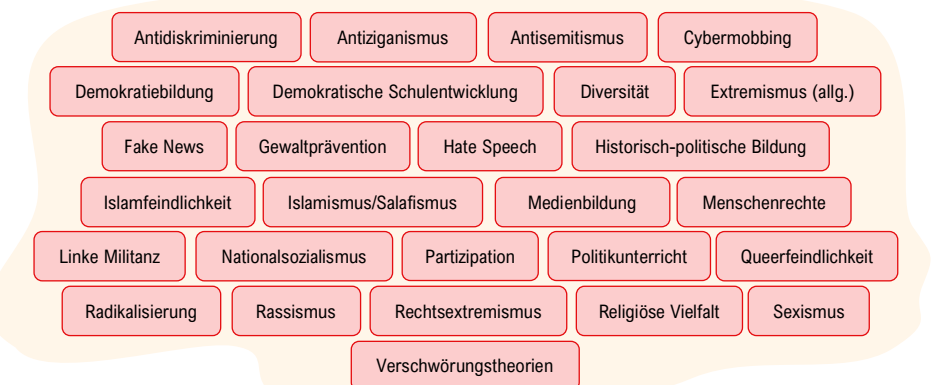 Antidiskriminierung Antiziganismus Antisemitismus Cybermobbing
Demokratiebildung Demokratische Schulentwicklung Diversität Extremismus (allg.)
Fake News Gewaltprävention Hate Speech Historisch-politische Bildung
Islamfeindlichkeit Islamismus/Salafismus Medienbildung Menschenrechte
Linke Militanz Nationalsozialismus Partizipation Politikunterricht Queerfeindlichkeit
Radikalisierung Rassismus Rechtsextremismus Religiöse Vielfalt Sexismus
Verschwörungstheorien